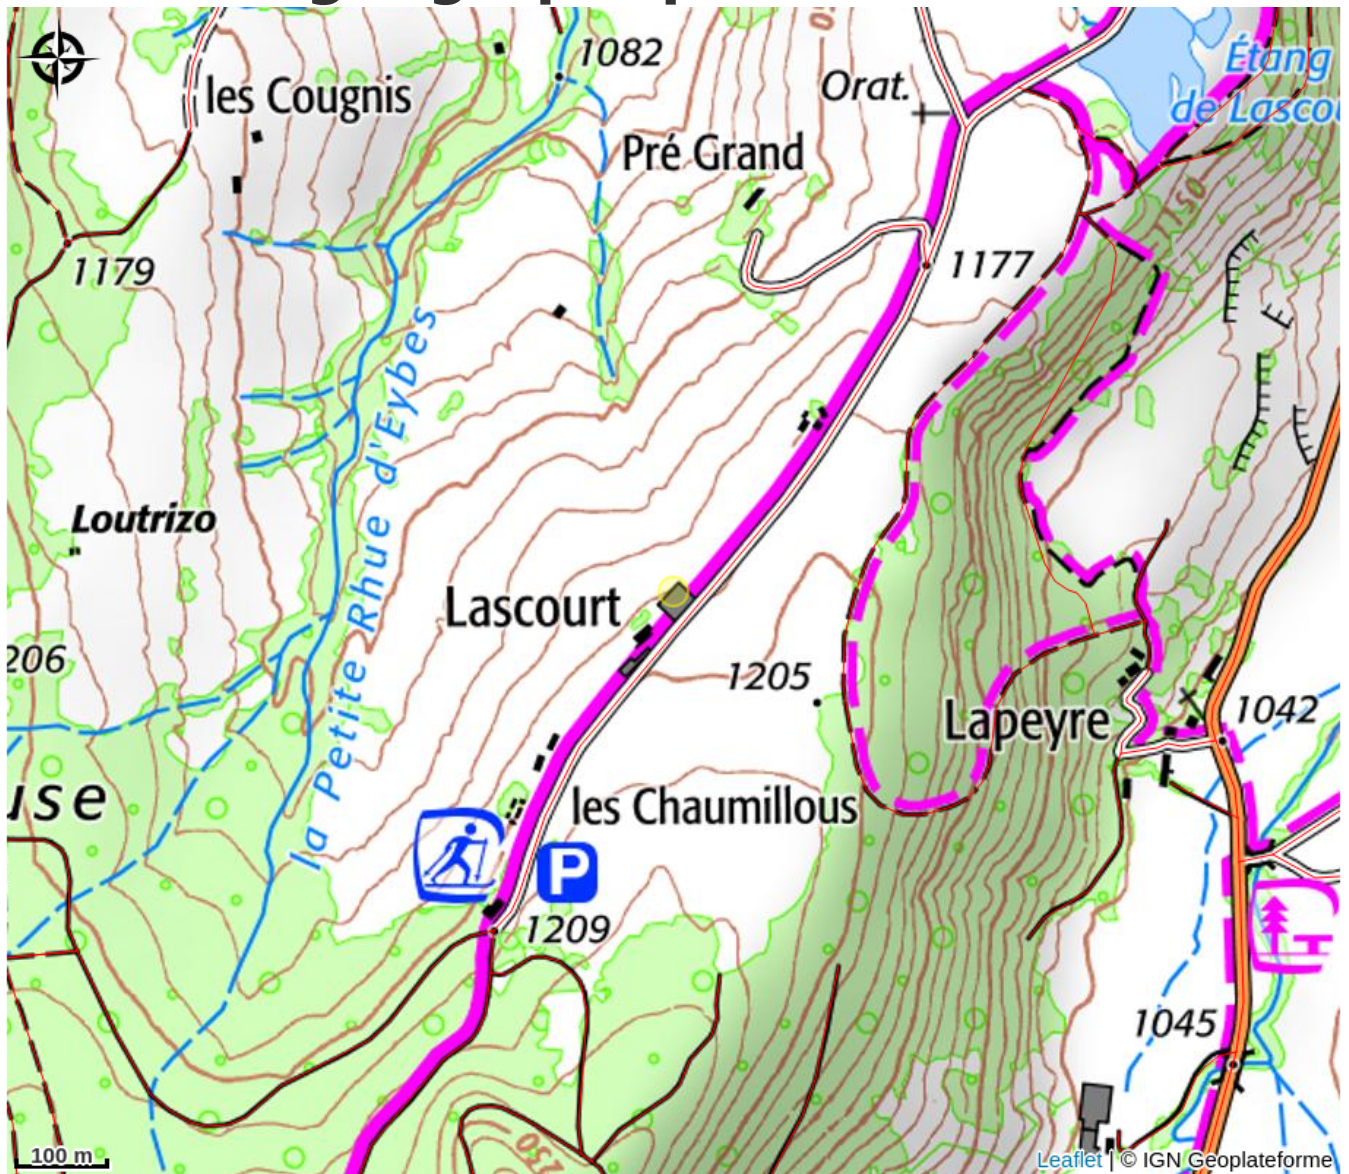 1082
les Cougnis
Orat.
Étang
de Lascou
Pré Grand
1179
1177
1150
la Petite Rhue d'Eybes
E
Loutrizo
Lascourt
206
1205
Lapeyre
1042
use
les Chaumillous
P
1209
1045
100 m
Leaflet | © IGN Geoplateforme